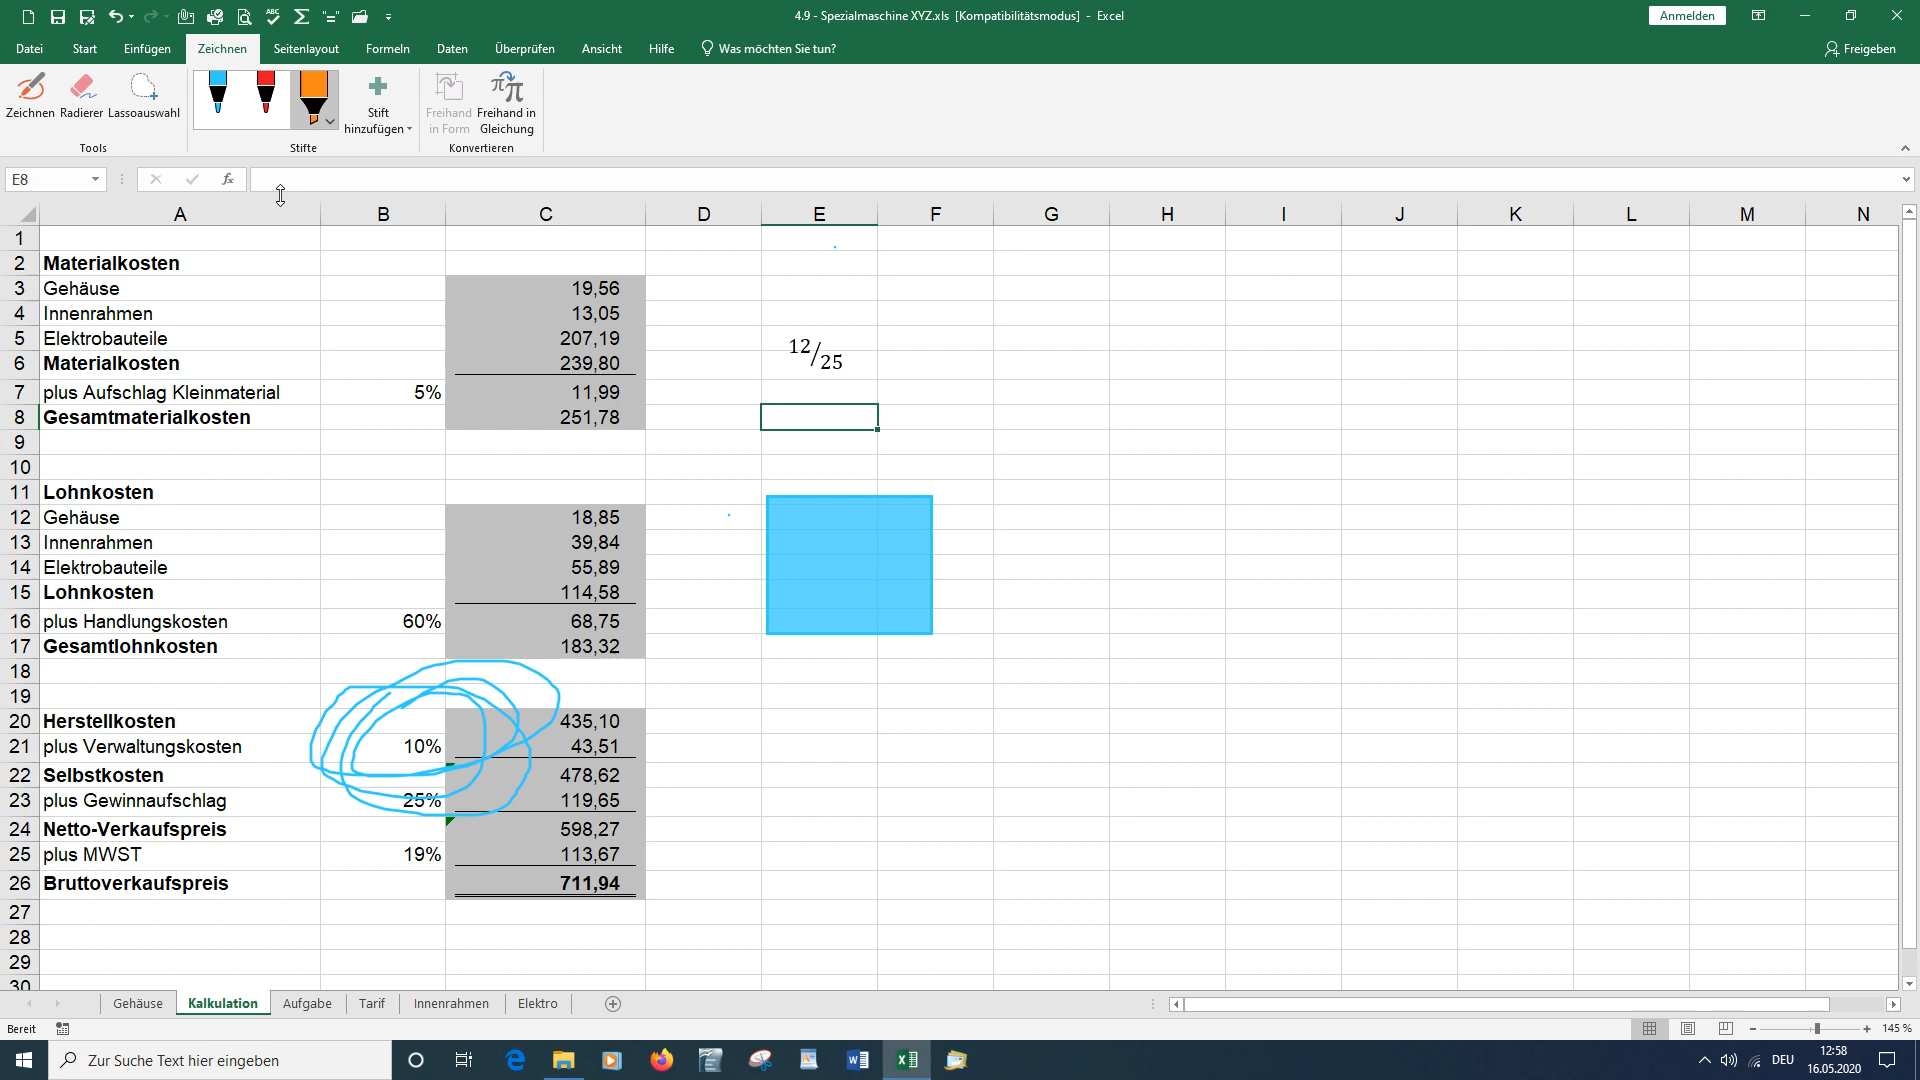 4.9 - Spezialmaschine XYZ.xls [Kompatibilitätsmodus] - Excel
Anmelden
Datei Start Einfügen Zeichnen Seitenlayout Formeln Daten Überprüfen Ansicht Hilfe Was möchten Sie tun? Freigeben
Zeichnen Radierer Lassoauswahl
Tools
Stifte
Stift
hinzufügen
Freihand
in Form
Freihand in
Gleichung
Konvertieren
E8 fx
A B C D E F G H I J K L M N
1
2 Materialkosten
3 Gehäuse 19,56
4 Innenrahmen 13,05
5 Elektrobauteile 207,19
6 Materialkosten 239,80 12/25
7 plus Aufschlag Kleinmaterial 5% 11,99
8 Gesamtmaterialkosten 251,78
9
10
11 Lohnkosten
12 Gehäuse 18,85
13 Innenrahmen 39,84
14 Elektrobauteile 55,89
15 Lohnkosten 114,58
16 plus Handlungskosten 60% 68,75
17 Gesamtlohnkosten 183,32
18
19
20 Herstellkosten 435,10
21 plus Verwaltungskosten 10% 43,51
22 Selbstkosten 478,62
23 plus Gewinnaufschlag 25% 119,65
24 Netto-Verkaufspreis 598,27
25 plus MWST 19% 113,67
26 Bruttoverkaufspreis 711,94
27
28
29
30
Gehäuse Kalkulation Aufgabe Tarif Innenrahmen Elektro
Bereit 145 %
Zur Suche Text hier eingeben DEU 12:58
16.05.2020